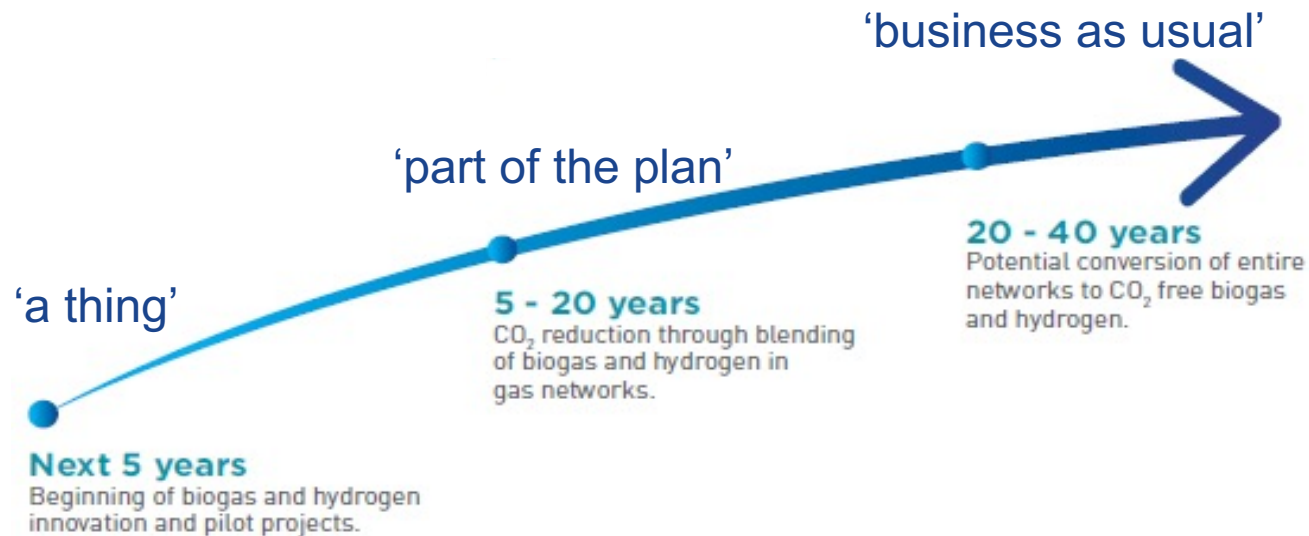 ‘business as usual’
‘part of the plan’
‘a thing’
20 - 40 years
Potential conversion of entire
networks to CO₂ free biogas
and hydrogen.
5 - 20 years
CO₂ reduction through blending
of biogas and hydrogen in
gas networks.
Next 5 years
Beginning of biogas and hydrogen
innovation and pilot projects.